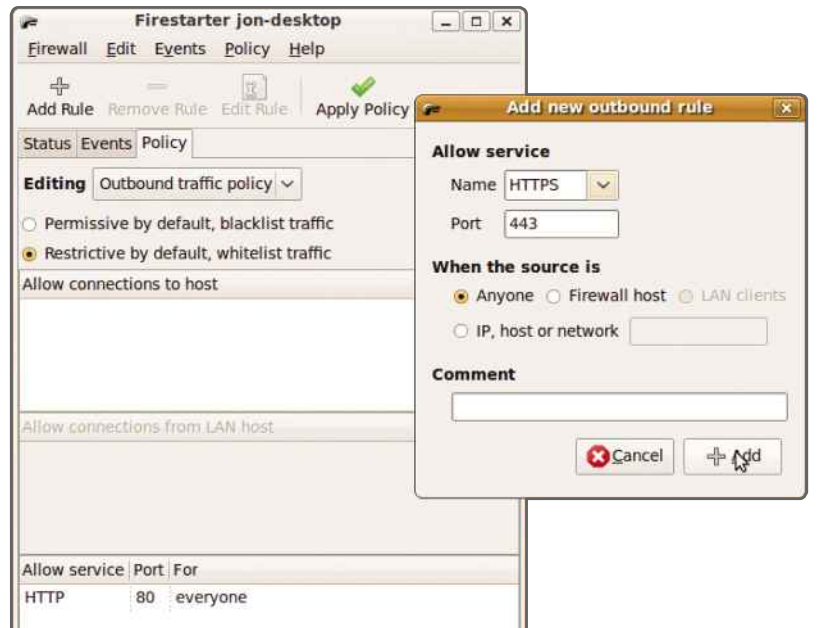 Firestarter jon-desktop
Firewall Edit Events Policy Help
Add Rule Remove Rule Edit Rule Apply Policy
Status Events Policy
Editing Outbound traffic policy
Permissive by default, blacklist traffic
Restrictive by default, whitelist traffic
Allow connections to host
Allow connections from LAN host
Allow service Port For
HTTP 80 everyone
Add new outbound rule
Allow service
Name HTTPS
Port 443
When the source is
Anyone Firewall host LAN clients
IP, host or network
Comment
Cancel Add